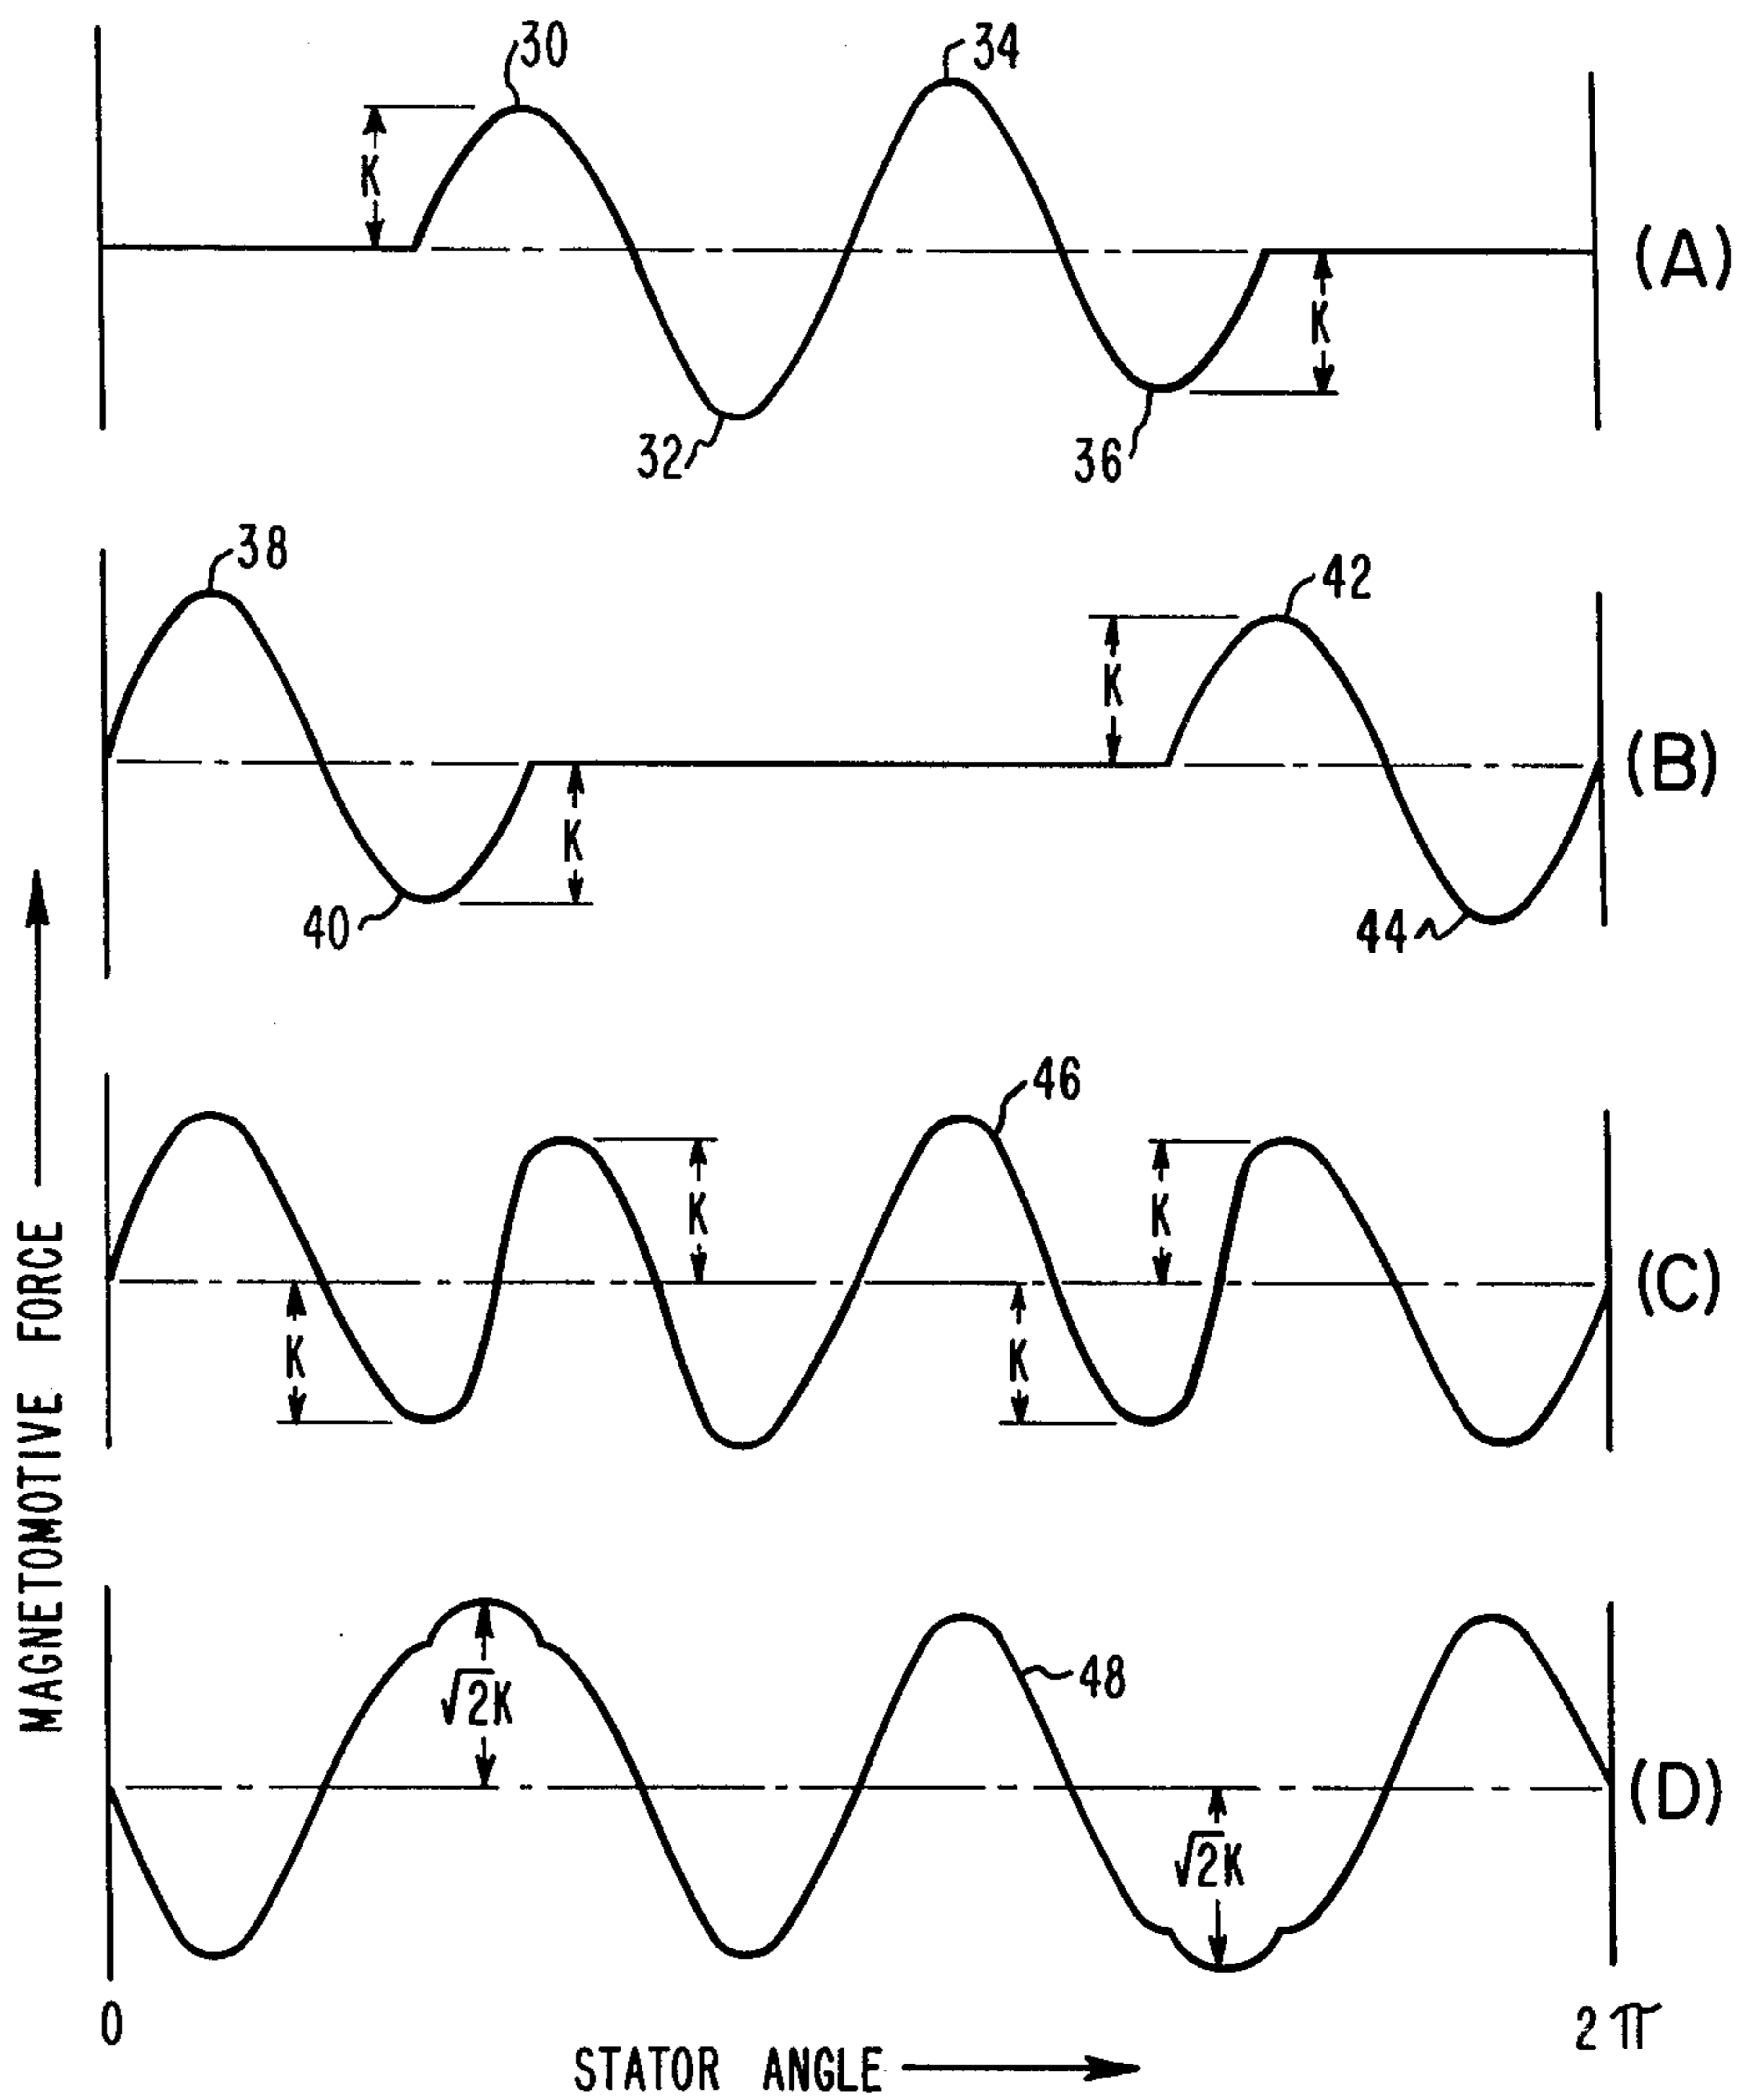 30
34
K
(A)
K
32
36
38
42
K
(B)
K
40
44
46
K
K
(C)
K
K
√2K
48
(D)
√2K
MAGNETOMOTIVE FORCE
0
2π
STATOR ANGLE